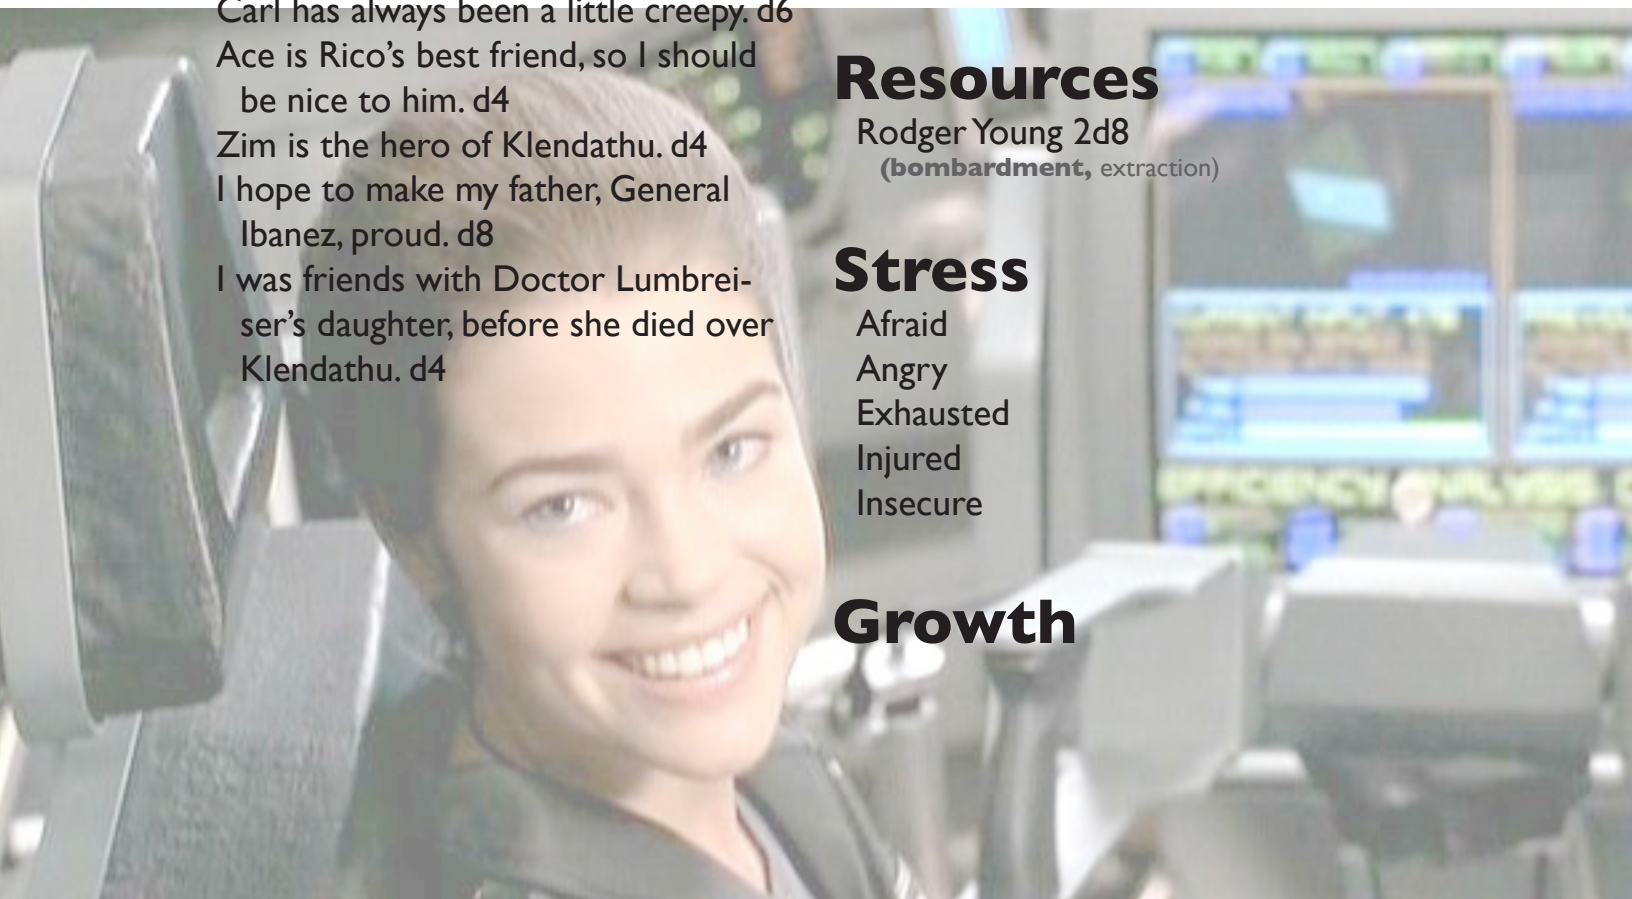 Carl has always been a little creepy. d6
Ace is Rico’s best friend, so I should
be nice to him. d4
Zim is the hero of Klendathu. d4
I hope to make my father, General
Ibanez, proud. d8
I was friends with Doctor Lumbrei-
ser’s daughter, before she died over
Klendathu. d4
Resources
Rodger Young 2d8
(bombardment, extraction)
Stress
Afraid
Angry
Exhausted
Injured
Insecure
Growth
EFFICIENCY ANALYSIS